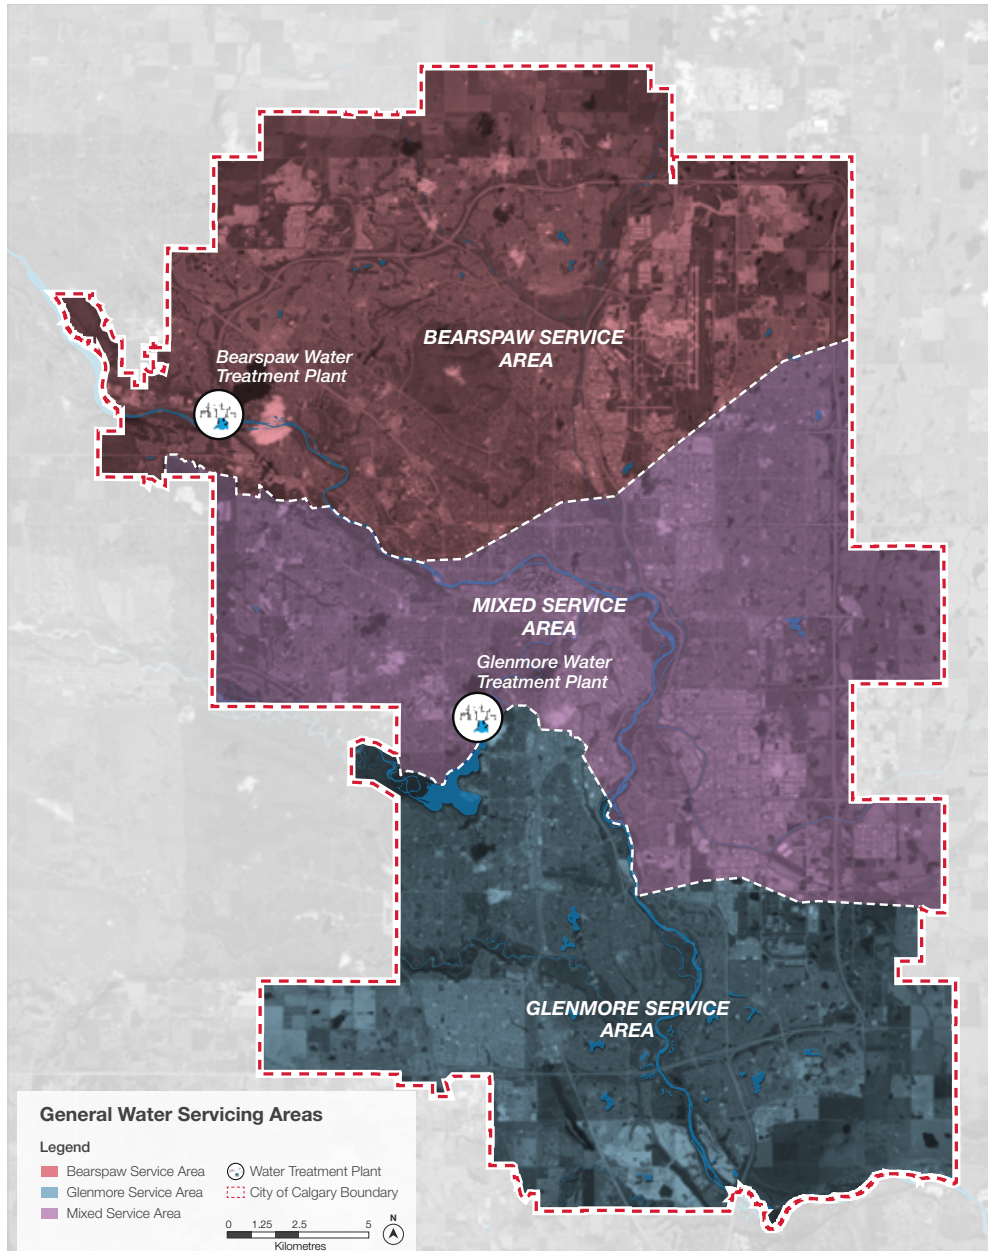 BEARSPAW SERVICE
AREA
Bearspaw Water
Treatment Plant
MIXED SERVICE
AREA
Glenmore Water
Treatment Plant
GLENMORE SERVICE
AREA
General Water Servicing Areas
Legend
Bearspaw Service Area
Glenmore Service Area
Mixed Service Area
Water Treatment Plant
City of Calgary Boundary
0 1.25 2.5 5
Kilometres
N